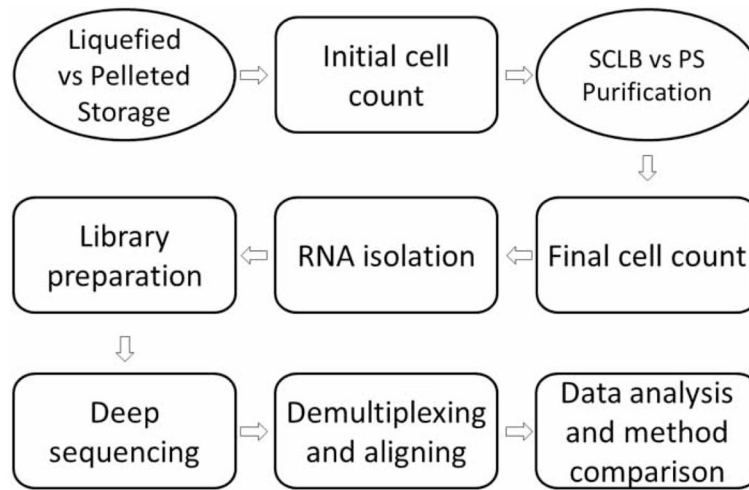 Liquefied
vs Pelleted
Storage
Initial cell
count
SCLB vs PS
Purification
Final cell count
RNA isolation
Library
preparation
Deep
sequencing
Demultiplexing
and aligning
Data analysis
and method
comparison